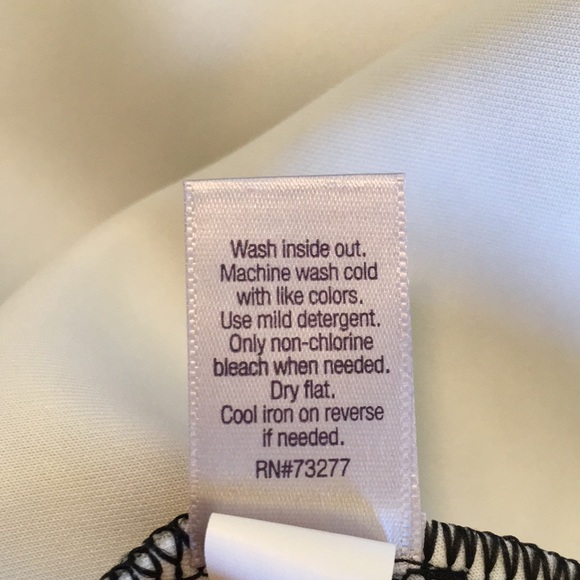 Wash inside out.
Machine wash cold
with like colors.
Use mild detergent.
Only non-chlorine
bleach when needed.
Dry flat.
Cool iron on reverse
if needed.
RN#73277